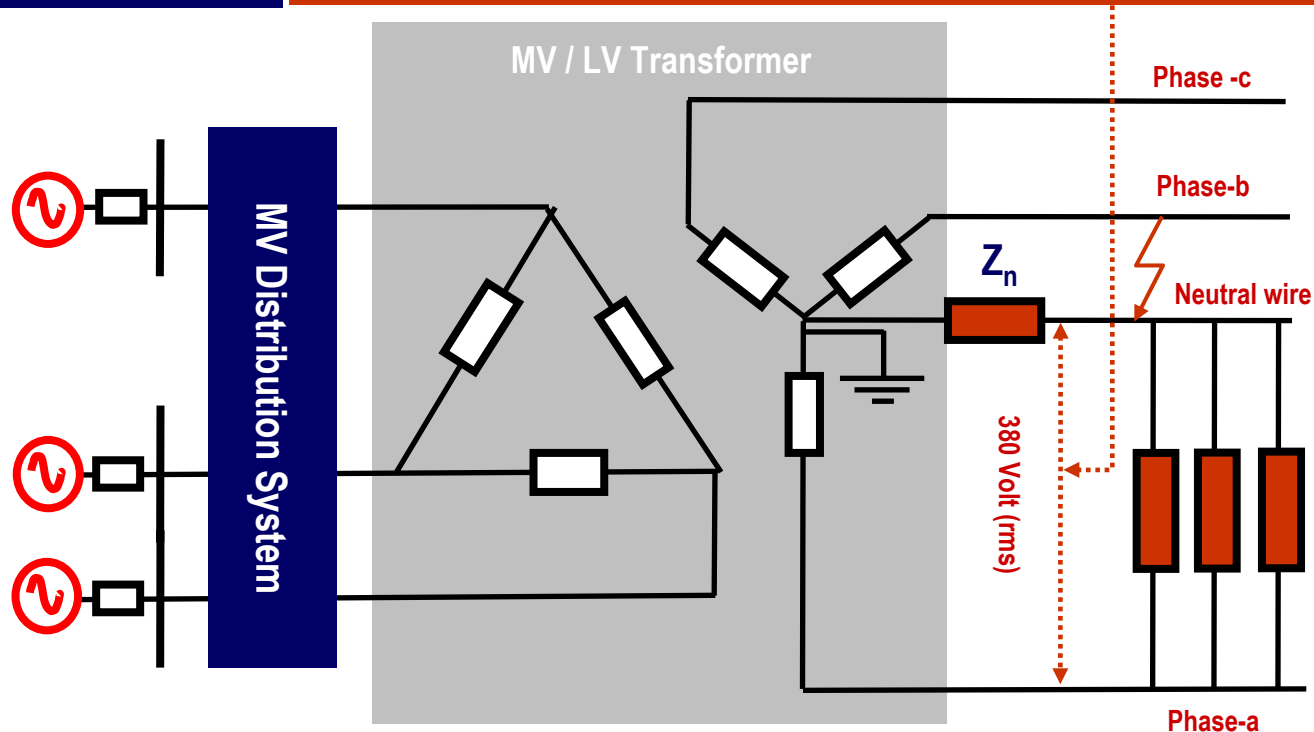 MV / LV Transformer
Phase -c
Phase-b
Zn
Neutral wire
MV Distribution System
380 Volt (rms)
Phase-a